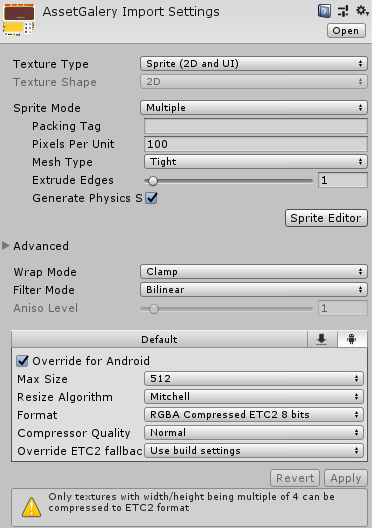 AssetGalery Import Settings
Open
Texture Type Sprite (2D and UI)
Texture Shape 2D
Sprite Mode Multiple
Packing Tag
Pixels Per Unit 100
Mesh Type Tight
Extrude Edges 1
Generate Physics S
Sprite Editor
Advanced
Wrap Mode Clamp
Filter Mode Bilinear
Aniso Level 1
Default
Override for Android
Max Size 512
Resize Algorithm Mitchell
Format RGBA Compressed ETC2 8 bits
Compressor Quality Normal
Override ETC2 fallbac Use build settings
Revert Apply
Only textures with width/height being multiple of 4 can be
compressed to ETC2 format